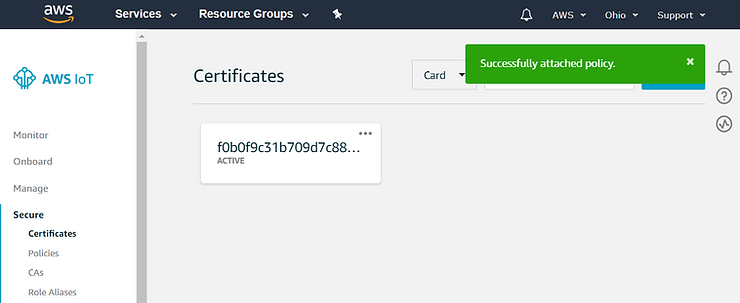 aws
Services
Resource Groups
AWS
Ohio
Support
AWS IoT
Certificates
Card
Successfully attached policy.
f0b0f9c31b709d7c88...
ACTIVE
Monitor
Onboard
Manage
Secure
Certificates
Policies
CAs
Role Aliases